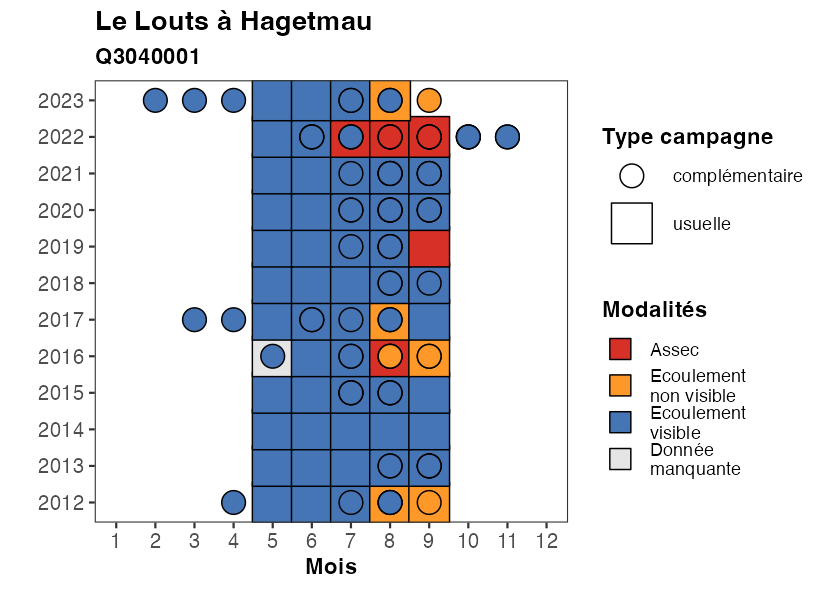 Le Louts à Hagetmau
Q3040001
2023
2022
2021
2020
2019
2018
2017
2016
2015
2014
2013
2012
1 2 3 4 5 6 7 8 9 10 11 12
Mois
Type campagne
complémentaire
usuelle
Modalités
Assec
Ecoulement
non visible
Ecoulement
visible
Donnée
manquante